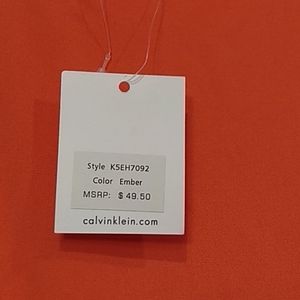 Style K5EH7092
Color Ember
MSRP: $ 49.50
calvinklein.com